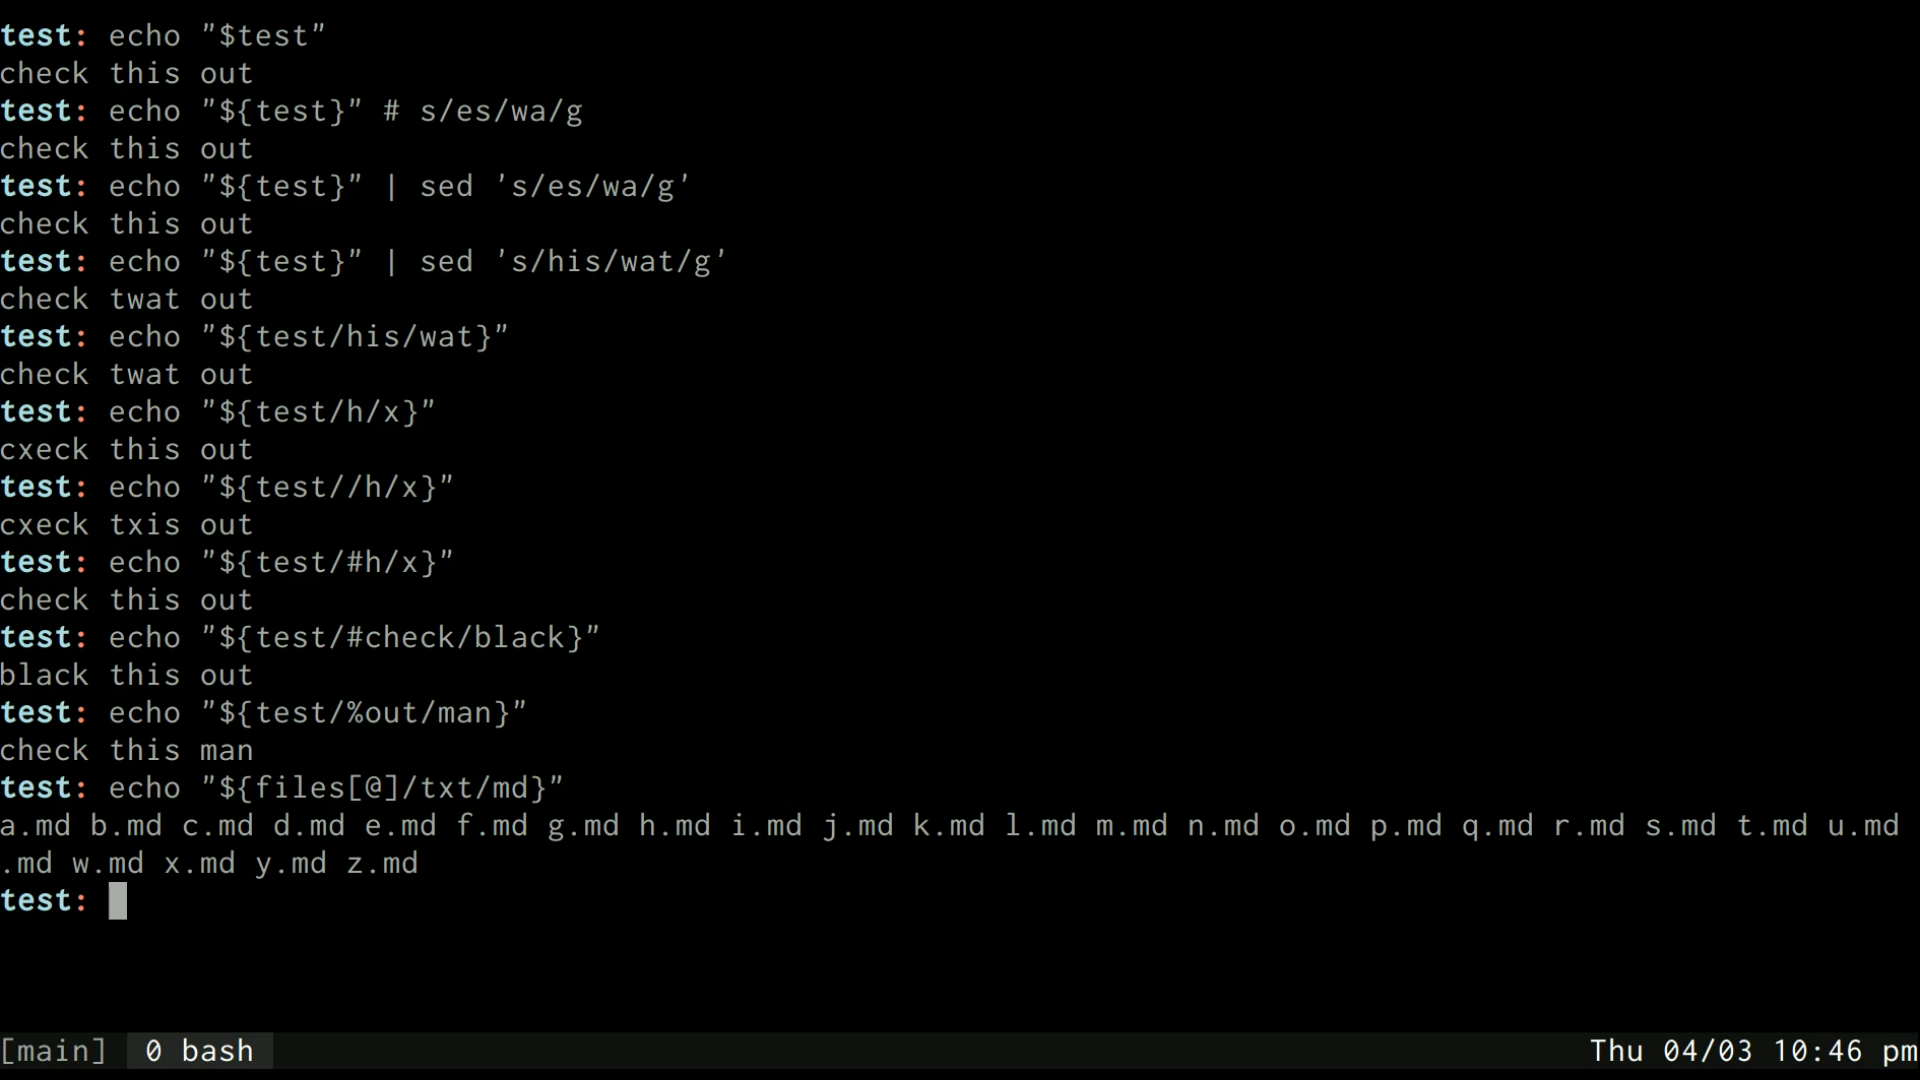 test: echo "$test"
check this out
test: echo "${test}" # s/es/wa/g
check this out
test: echo "${test}" | sed 's/es/wa/g'
check this out
test: echo "${test}" | sed 's/his/wat/g'
check twat out
test: echo "${test/his/wat}"
check twat out
test: echo "${test/h/x}"
cxeck this out
test: echo "${test//h/x}"
cxeck txis out
test: echo "${test/#h/x}"
check this out
test: echo "${test/#check/black}"
black this out
test: echo "${test/%out/man}"
check this man
test: echo "${files[@]/txt/md}"
a.md b.md c.md d.md e.md f.md g.md h.md i.md j.md k.md l.md m.md n.md o.md p.md q.md r.md s.md t.md u.md
.md w.md x.md y.md z.md
test:
[main] 0 bash Thu 04/03 10:46 pm